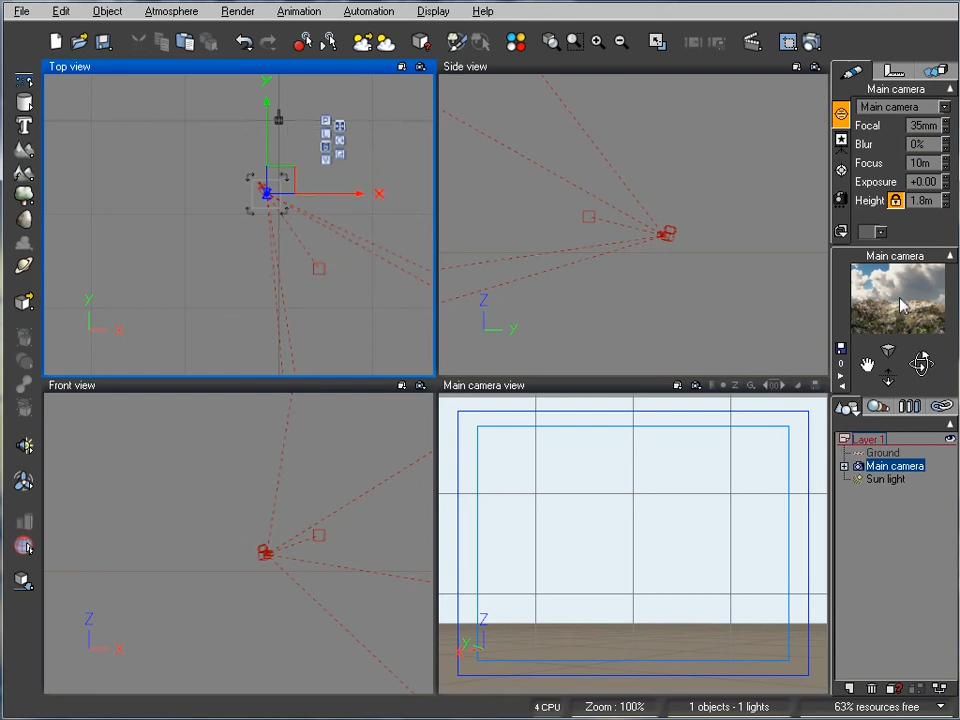 File Edit Object Atmosphere Render Animation Automation Display Help
Top view
Side view
Y
X
Y
X
Z
Y
Main camera
Main camera
Focal 35mm
Blur 0%
Focus 10m
Exposure +0.00
Height 1.8m
Main camera
0
Front view
Main camera view
Z
X
Z
Y
X
Layer 1
Ground
Main camera
Sun light
4 CPU Zoom : 100% 1 objects - 1 lights 63% resources free